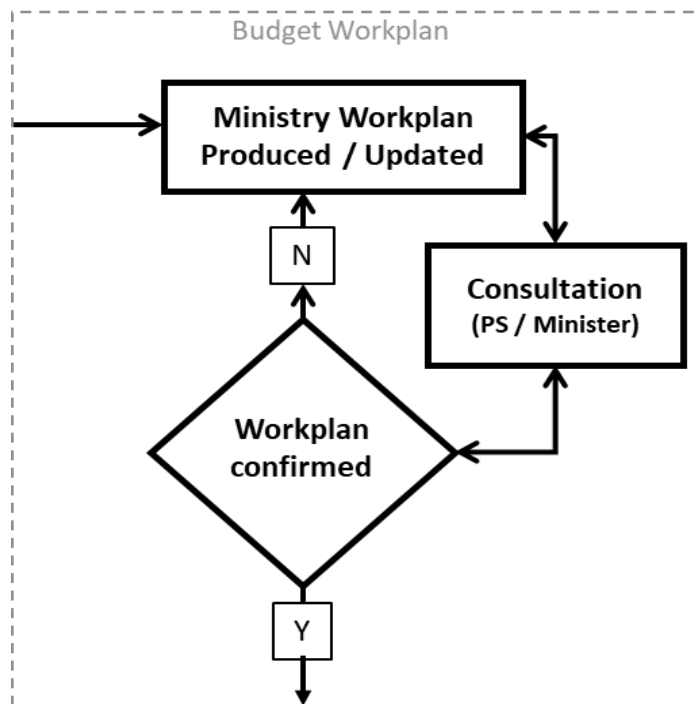 Budget Workplan
Ministry Workplan
Produced / Updated
N
Consultation
(PS / Minister)
Workplan
confirmed
Y